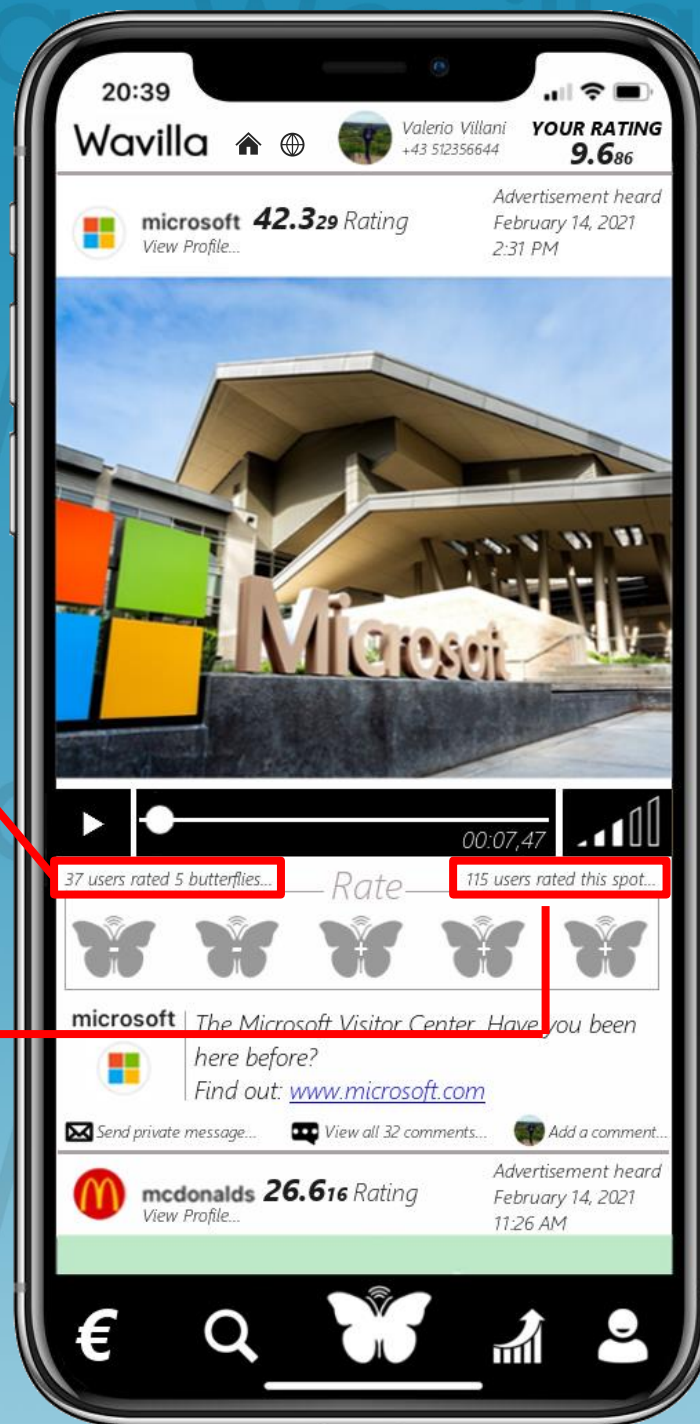 20:39
Wavilla
Valerio Villani
+43 512356644
YOUR RATING
9.686
microsoft 42.329 Rating
View Profile...
Advertisement heard
February 14, 2021
2:31 PM
Microsoft
00:07,47
37 users rated 5 butterflies...
Rate
115 users rated this spot...
- - + + +
microsoft
The Microsoft Visitor Center. Have you been
here before?
Find out: www.microsoft.com
Send private message...
View all 32 comments...
Add a comment...
mcdonalds 26.616 Rating
View Profile...
Advertisement heard
February 14, 2021
11:26 AM
€